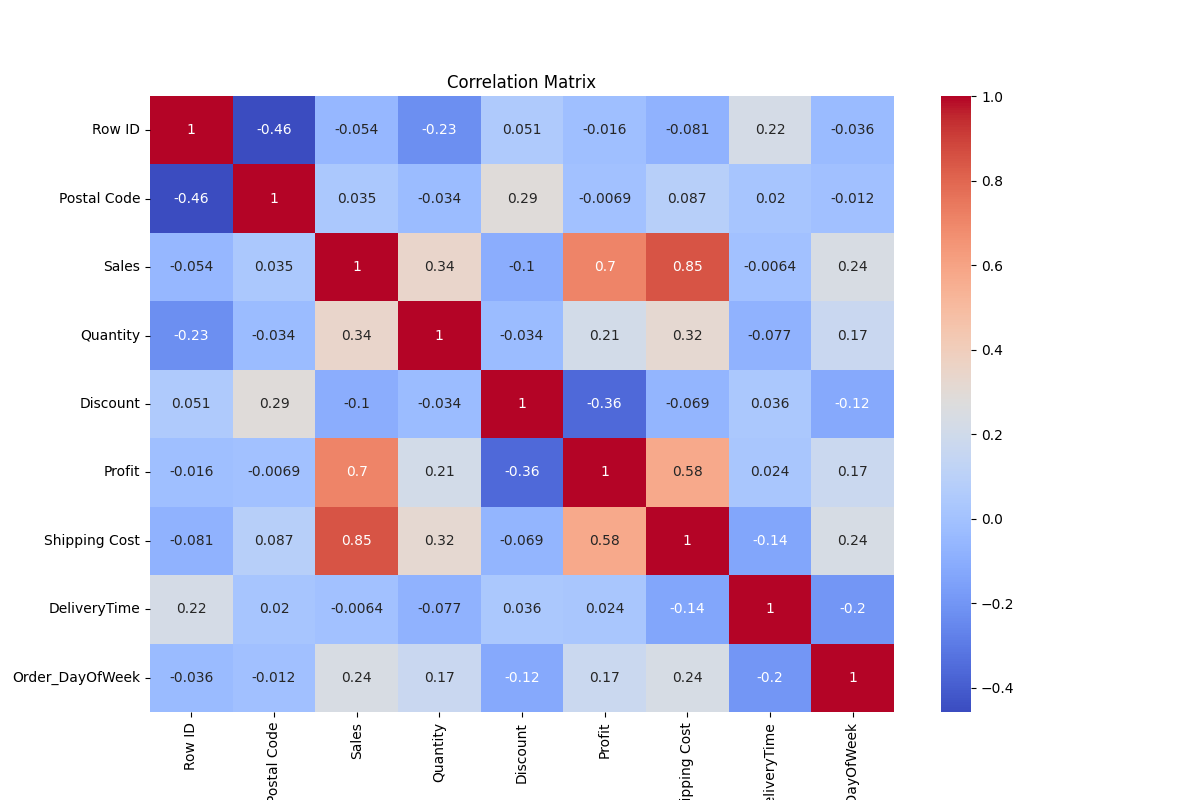 Correlation Matrix
Row ID 1 -0.46 -0.054 -0.23 0.051 -0.016 -0.081 0.22 -0.036
Postal Code -0.46 1 0.035 -0.034 0.29 -0.0069 0.087 0.02 -0.012
Sales -0.054 0.035 1 0.34 -0.1 0.7 0.85 -0.0064 0.24
Quantity -0.23 -0.034 0.34 1 -0.034 0.21 0.32 -0.077 0.17
Discount 0.051 0.29 -0.1 -0.034 1 -0.36 -0.069 0.036 -0.12
Profit -0.016 -0.0069 0.7 0.21 -0.36 1 0.58 0.024 0.17
Shipping Cost -0.081 0.087 0.85 0.32 -0.069 0.58 1 -0.14 0.24
DeliveryTime 0.22 0.02 -0.0064 -0.077 0.036 0.024 -0.14 1 -0.2
Order_DayOfWeek -0.036 -0.012 0.24 0.17 -0.12 0.17 0.24 -0.2 1
Row ID
Postal Code
Sales
Quantity
Discount
Profit
ipping Cost
eliveryTime
DayOfWeek
1.0
0.8
0.6
0.4
0.2
0.0
−0.2
−0.4